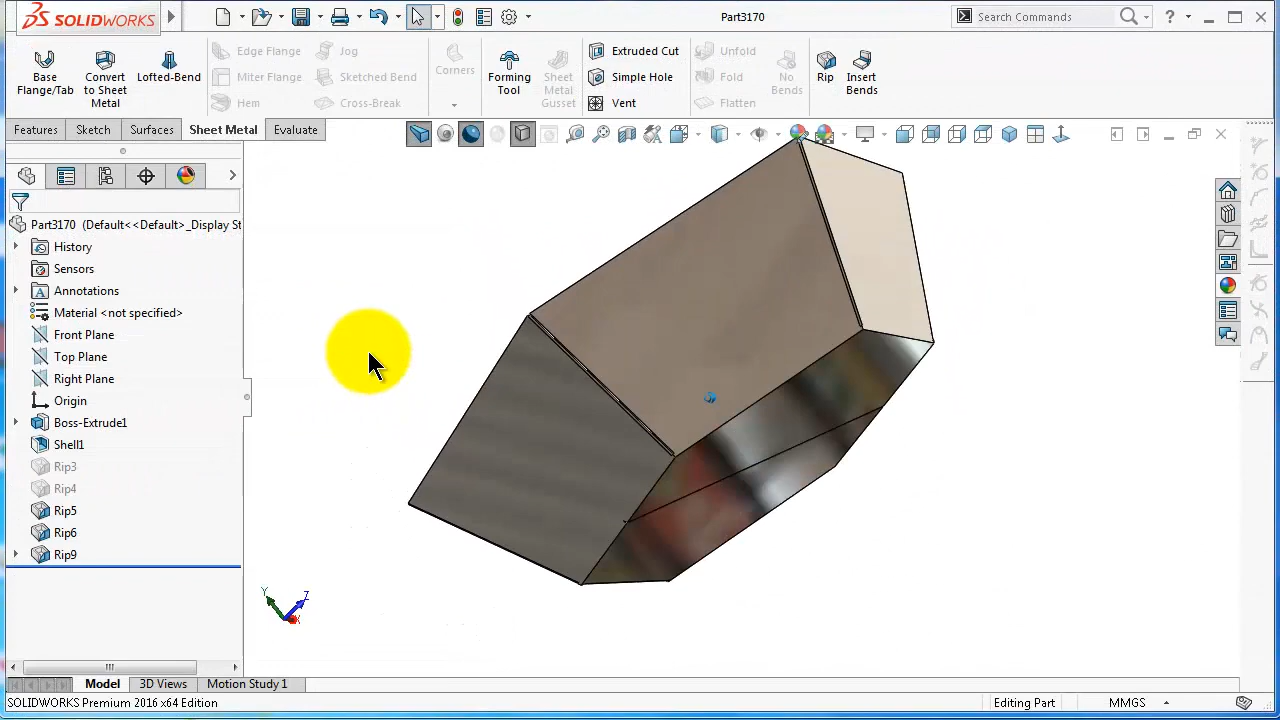 SOLIDWORKS
Part3170
Search Commands
?
Base Flange/Tab
Convert to Sheet Metal
Lofted-Bend
Edge Flange
Miter Flange
Hem
Jog
Sketched Bend
Cross-Break
Corners
Forming Tool
Sheet Metal Gusset
Extruded Cut
Simple Hole
Vent
Unfold
Fold
Flatten
No Bends
Rip
Insert Bends
Features
Sketch
Surfaces
Sheet Metal
Evaluate
Part3170 (Default<<Default>_Display St
History
Sensors
Annotations
Material <not specified>
Front Plane
Top Plane
Right Plane
Origin
Boss-Extrude1
Shell1
Rip3
Rip4
Rip5
Rip6
Rip9
Y
Z
X
Model
3D Views
Motion Study 1
SOLIDWORKS Premium 2016 x64 Edition
Editing Part
MMGS